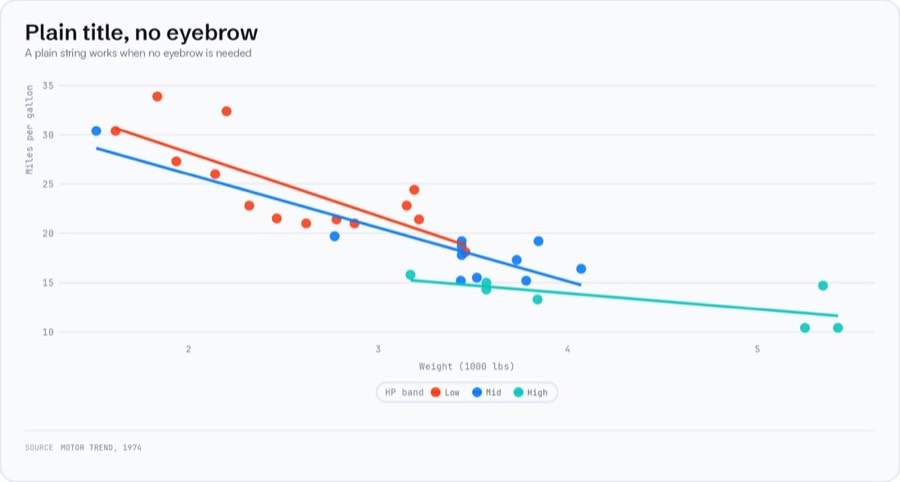 Plain title, no eyebrow
A plain string works when no eyebrow is needed
Miles per gallon
35
30
25
20
15
10
2 3 4 5
Weight (1000 lbs)
HP band Low Mid High
SOURCE MOTOR TREND, 1974